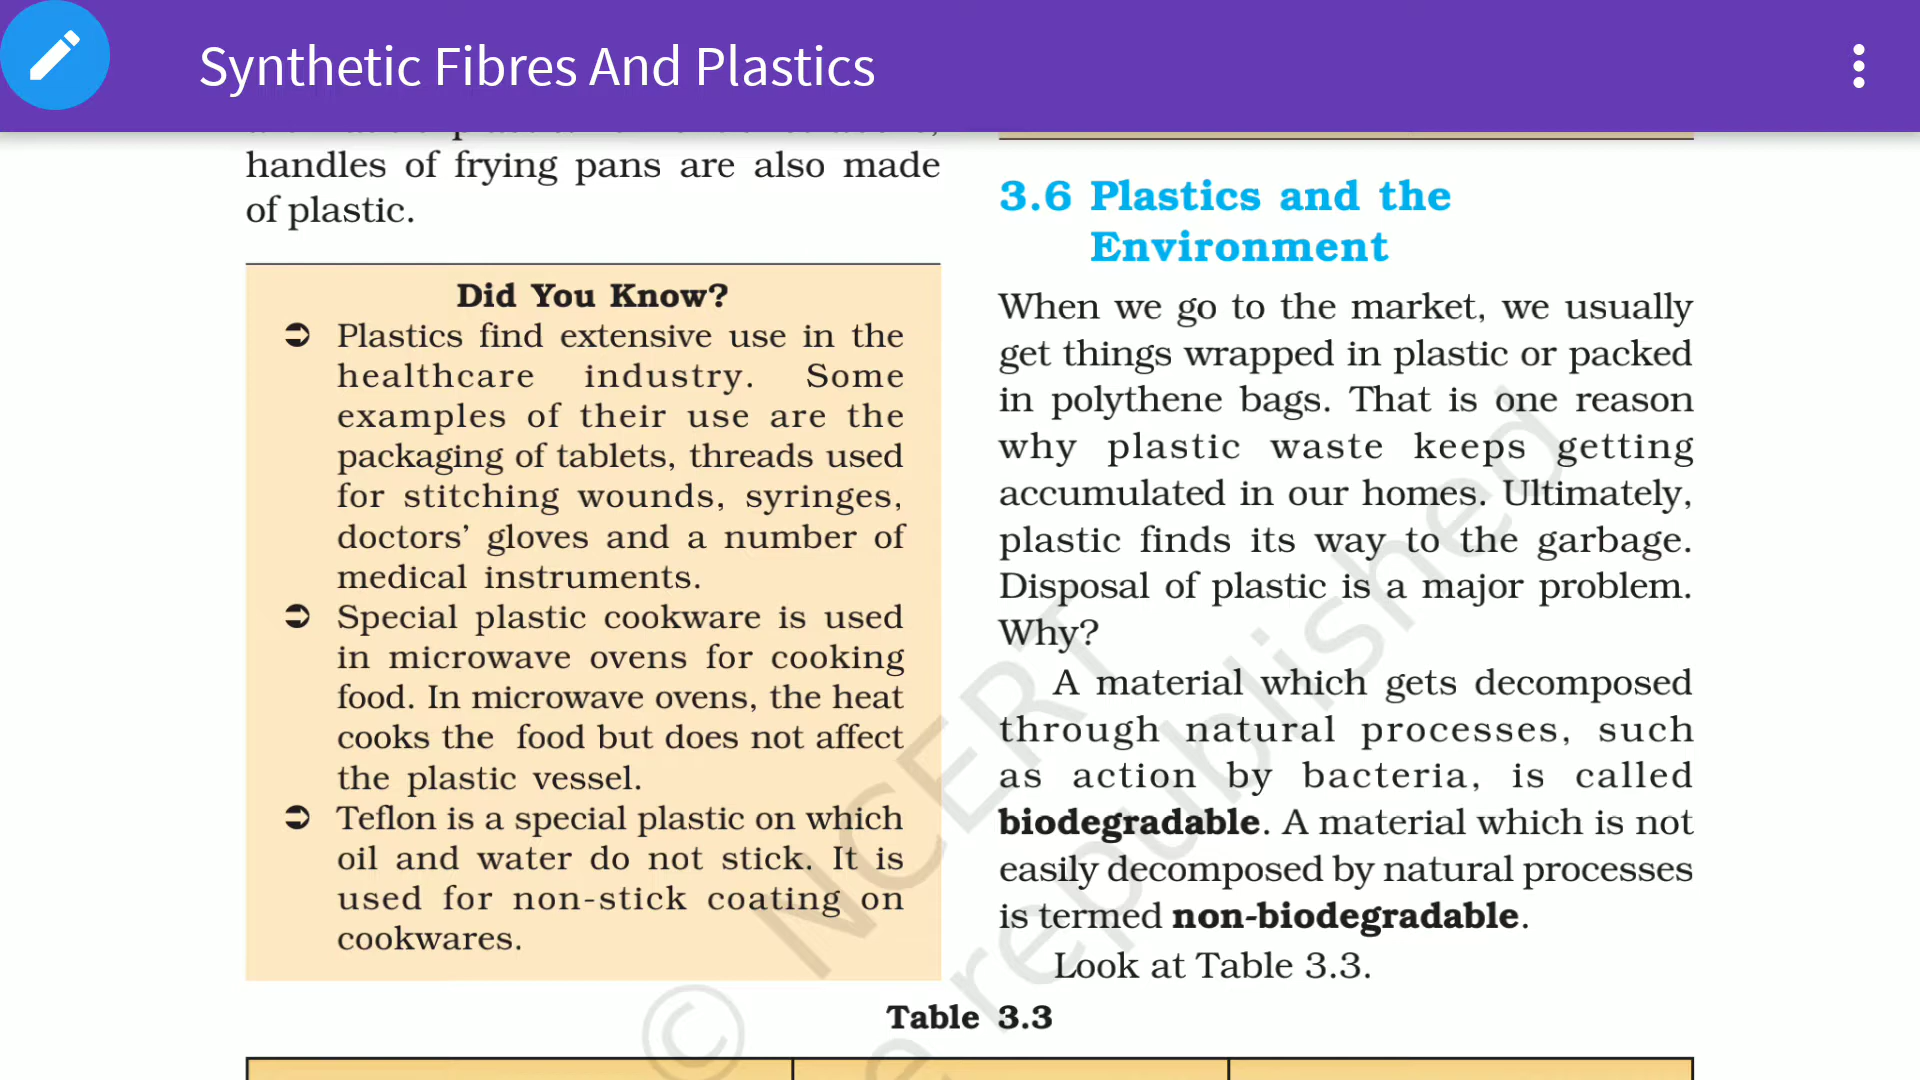 Synthetic Fibres And Plastics
handles of frying pans are also made
of plastic.
Did You Know?
➲ Plastics find extensive use in the
healthcare industry. Some
examples of their use are the
packaging of tablets, threads used
for stitching wounds, syringes,
doctors’ gloves and a number of
medical instruments.
➲ Special plastic cookware is used
in microwave ovens for cooking
food. In microwave ovens, the heat
cooks the food but does not affect
the plastic vessel.
➲ Teflon is a special plastic on which
oil and water do not stick. It is
used for non-stick coating on
cookwares.
3.6 Plastics and the
Environment
When we go to the market, we usually
get things wrapped in plastic or packed
in polythene bags. That is one reason
why plastic waste keeps getting
accumulated in our homes. Ultimately,
plastic finds its way to the garbage.
Disposal of plastic is a major problem.
Why?
A material which gets decomposed
through natural processes, such
as action by bacteria, is called
biodegradable. A material which is not
easily decomposed by natural processes
is termed non-biodegradable.
Look at Table 3.3.
Table 3.3
© NCERT
republished